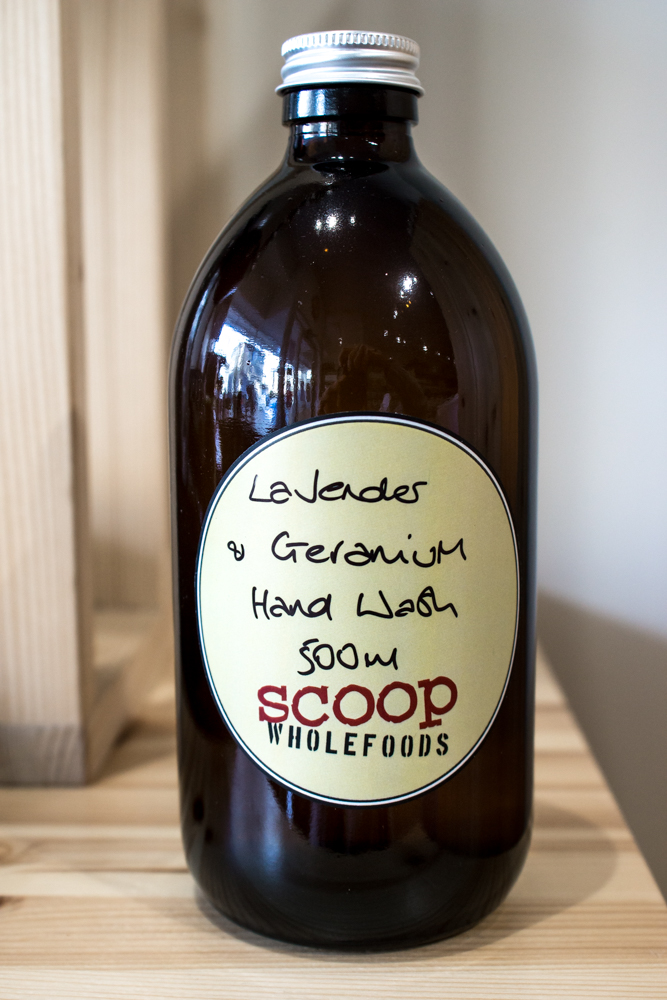 Lavender
& Geranium
Hand Wash
500ml
SCOOP
WHOLEFOODS